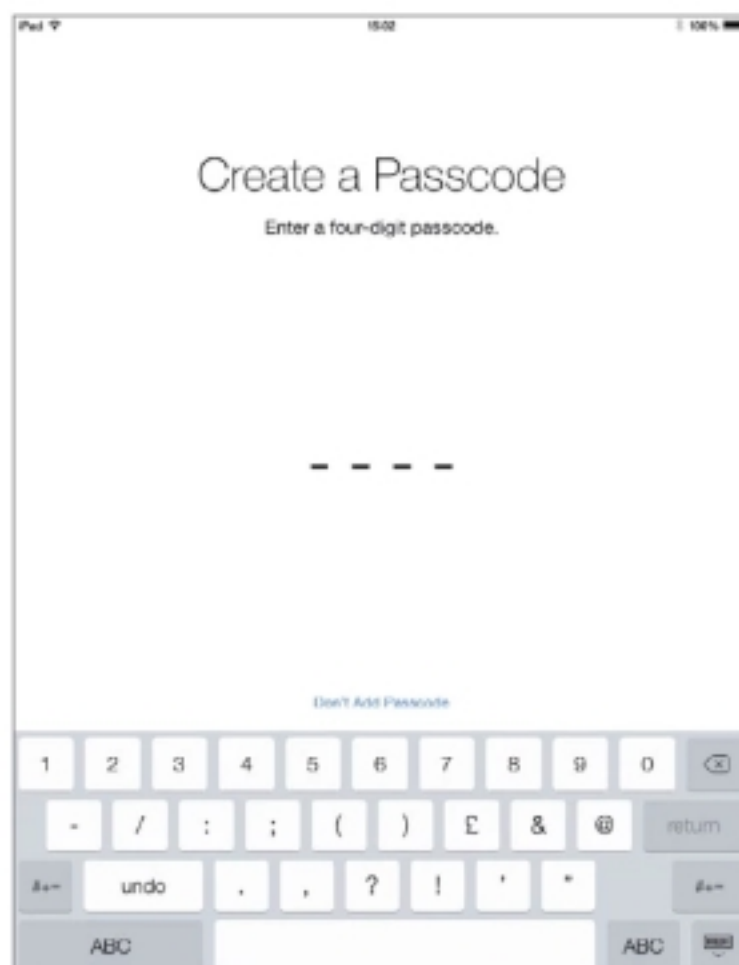 iPad 15:02 100%
Create a Passcode
Enter a four-digit passcode.
Don't Add Passcode
1 2 3 4 5 6 7 8 9 0
- / : ; ( ) £ & @ return
#+= undo . , ? ! ' " #+=
ABC ABC